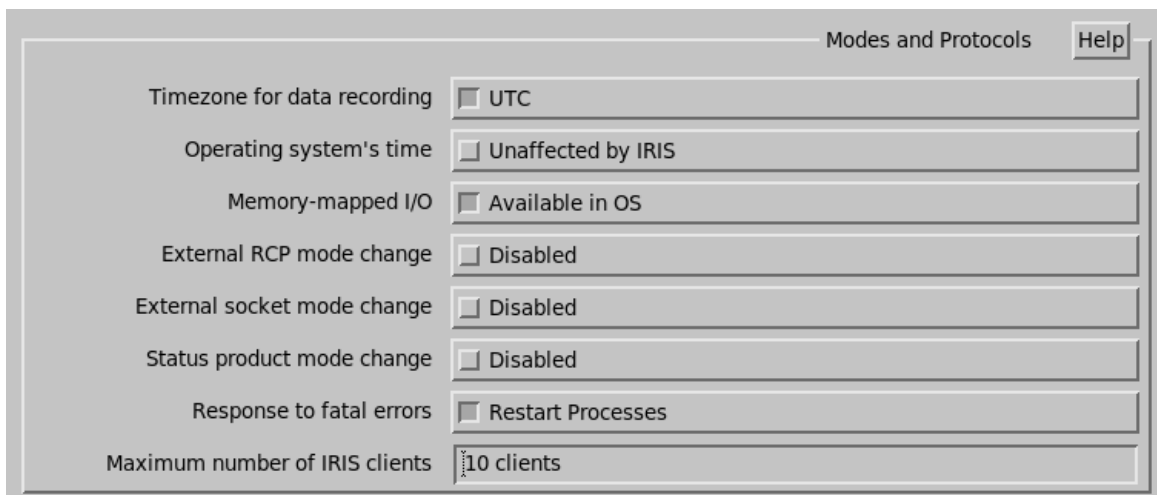 Modes and Protocols Help
Timezone for data recording UTC
Operating system's time Unaffected by IRIS
Memory-mapped I/O Available in OS
External RCP mode change Disabled
External socket mode change Disabled
Status product mode change Disabled
Response to fatal errors Restart Processes
Maximum number of IRIS clients 10 clients